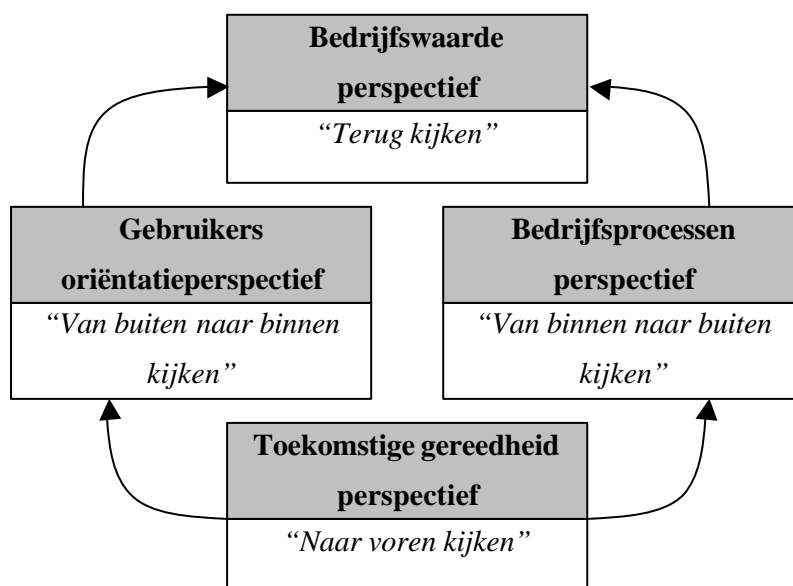 Bedrijfswaarde
perspectief
“Terug kijken”
Gebruikers
oriëntatieperspectief
“Van buiten naar binnen
kijken”
Bedrijfsprocessen
perspectief
“Van binnen naar buiten
kijken”
Toekomstige gereedheid
perspectief
“Naar voren kijken”